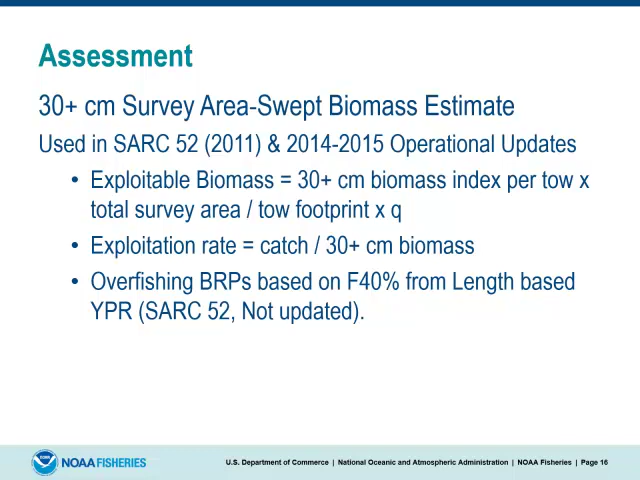 Assessment
30+ cm Survey Area-Swept Biomass Estimate
Used in SARC 52 (2011) & 2014-2015 Operational Updates
• Exploitable Biomass = 30+ cm biomass index per tow x
total survey area / tow footprint x q
• Exploitation rate = catch / 30+ cm biomass
• Overfishing BRPs based on F40% from Length based
YPR (SARC 52, Not updated).
NOAA FISHERIES
U.S. Department of Commerce | National Oceanic and Atmospheric Administration | NOAA Fisheries | Page 16